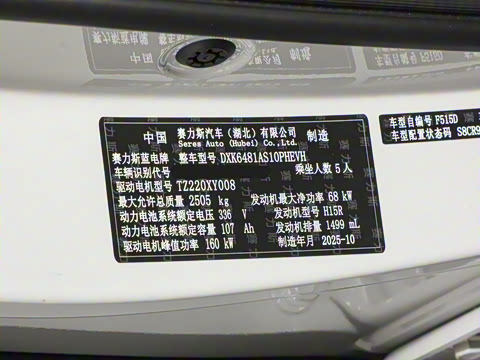 中国 赛力斯汽车(湖北)有限公司 制造
Seres Auto (Hubei) Co.,Ltd.
赛力斯蓝电牌 整车型号 DXK6481AS10PHEVH
车辆识别代号 乘坐人数 5 人
驱动电机型号 TZ220XY008
最大允许总质量 2505 kg 发动机最大净功率 68 kW
动力电池系统额定电压 336 V 发动机型号 H15R
动力电池系统额定容量 107 Ah 发动机排量 1499 mL
驱动电机峰值功率 160 kW 制造年月 2025-10
车型自编号 F515D
车型配置状态码 S8CR9